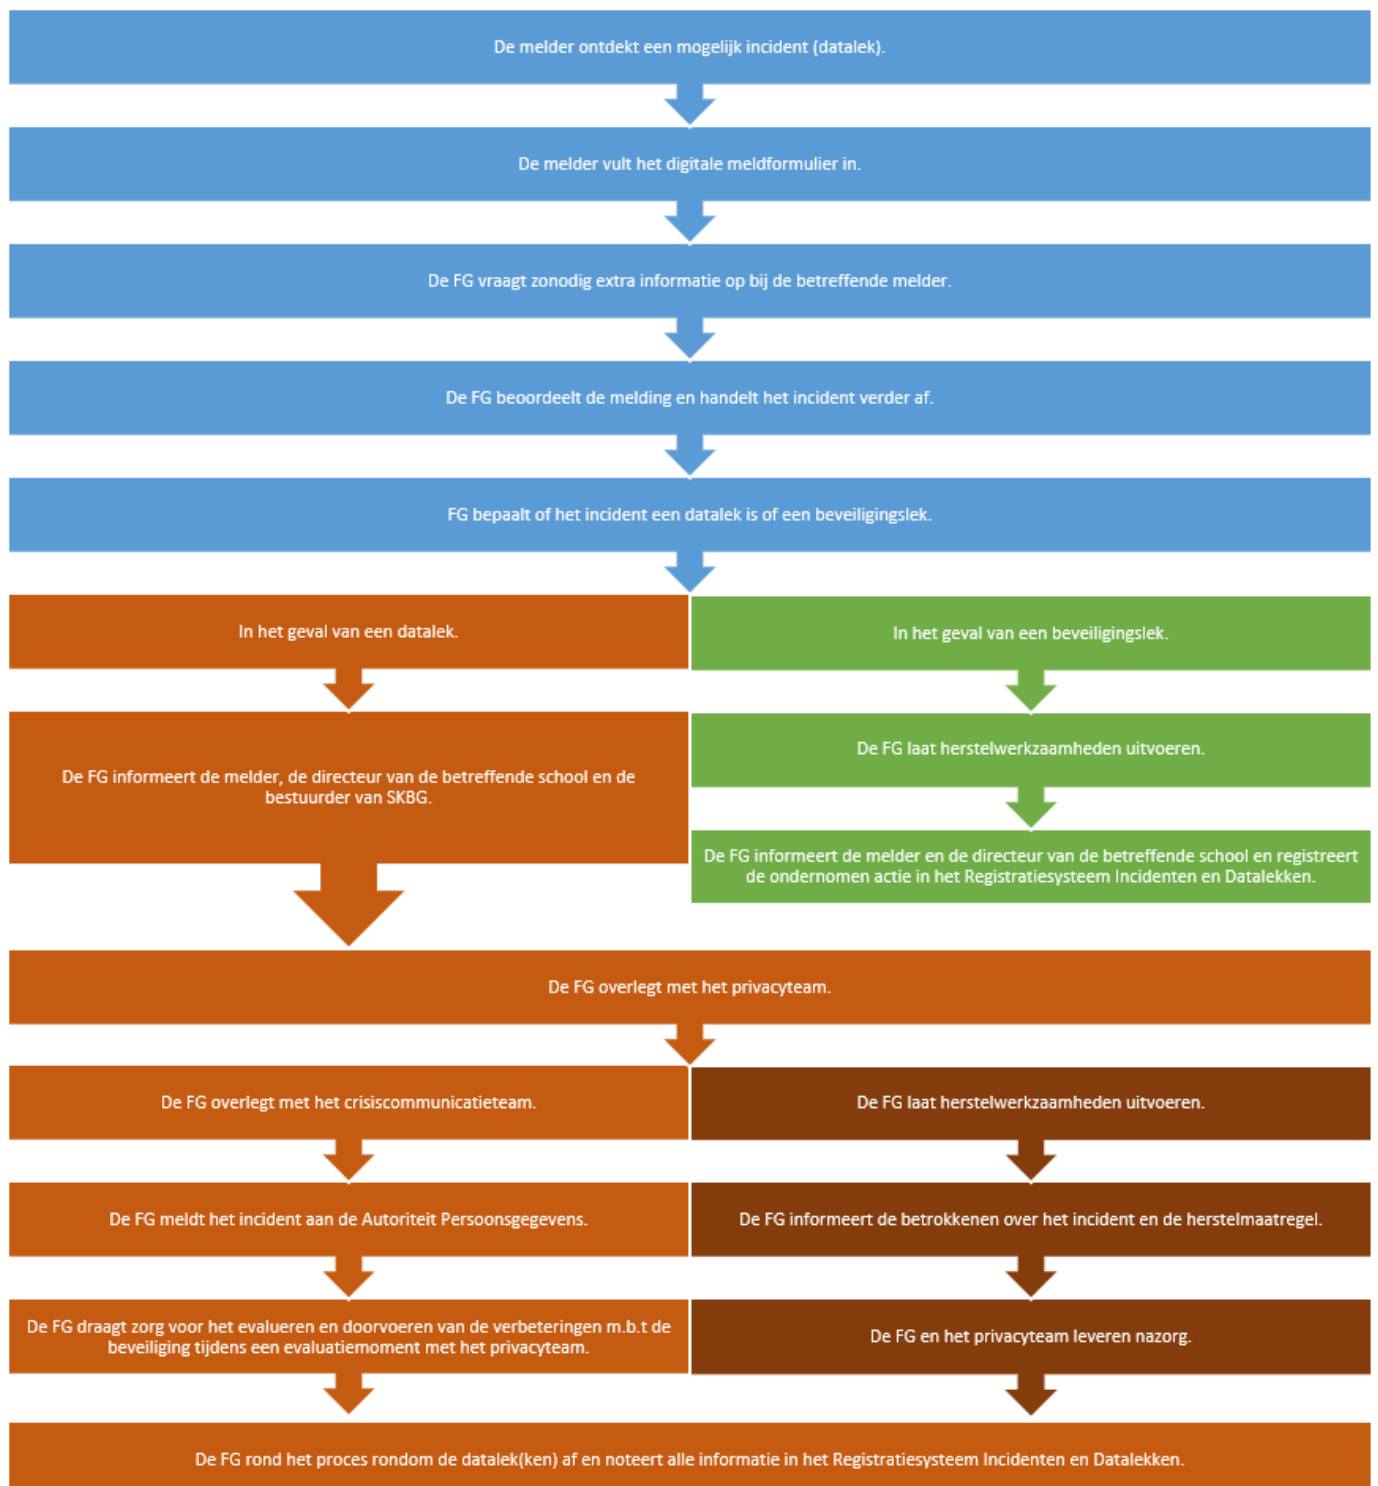 De melder ontdekt een mogelijk incident (datalek).
De melder vult het digitale meldformulier in.
De FG vraagt zonodig extra informatie op bij de betreffende melder.
De FG beoordeelt de melding en handelt het incident verder af.
FG bepaalt of het incident een datalek is of een beveiligingslek.
In het geval van een datalek.
In het geval van een beveiligingslek.
De FG informeert de melder, de directeur van de betreffende school en de
bestuurder van SKBG.
De FG laat herstelwerkzaamheden uitvoeren.
De FG informeert de melder en de directeur van de betreffende school en registreert
de ondernomen actie in het Registratiesysteem Incidenten en Datalekken.
De FG overlegt met het privacyteam.
De FG overlegt met het crisiscommunicatieteam.
De FG laat herstelwerkzaamheden uitvoeren.
De FG meldt het incident aan de Autoriteit Persoonsgegevens.
De FG informeert de betrokkenen over het incident en de herstelmaatregel.
De FG draagt zorg voor het evalueren en doorvoeren van de verbeteringen m.b.t de
beveiliging tijdens een evaluatiemoment met het privacyteam.
De FG en het privacyteam leveren nazorg.
De FG rond het proces rondom de datalek(ken) af en noteert alle informatie in het Registratiesysteem Incidenten en Datalekken.